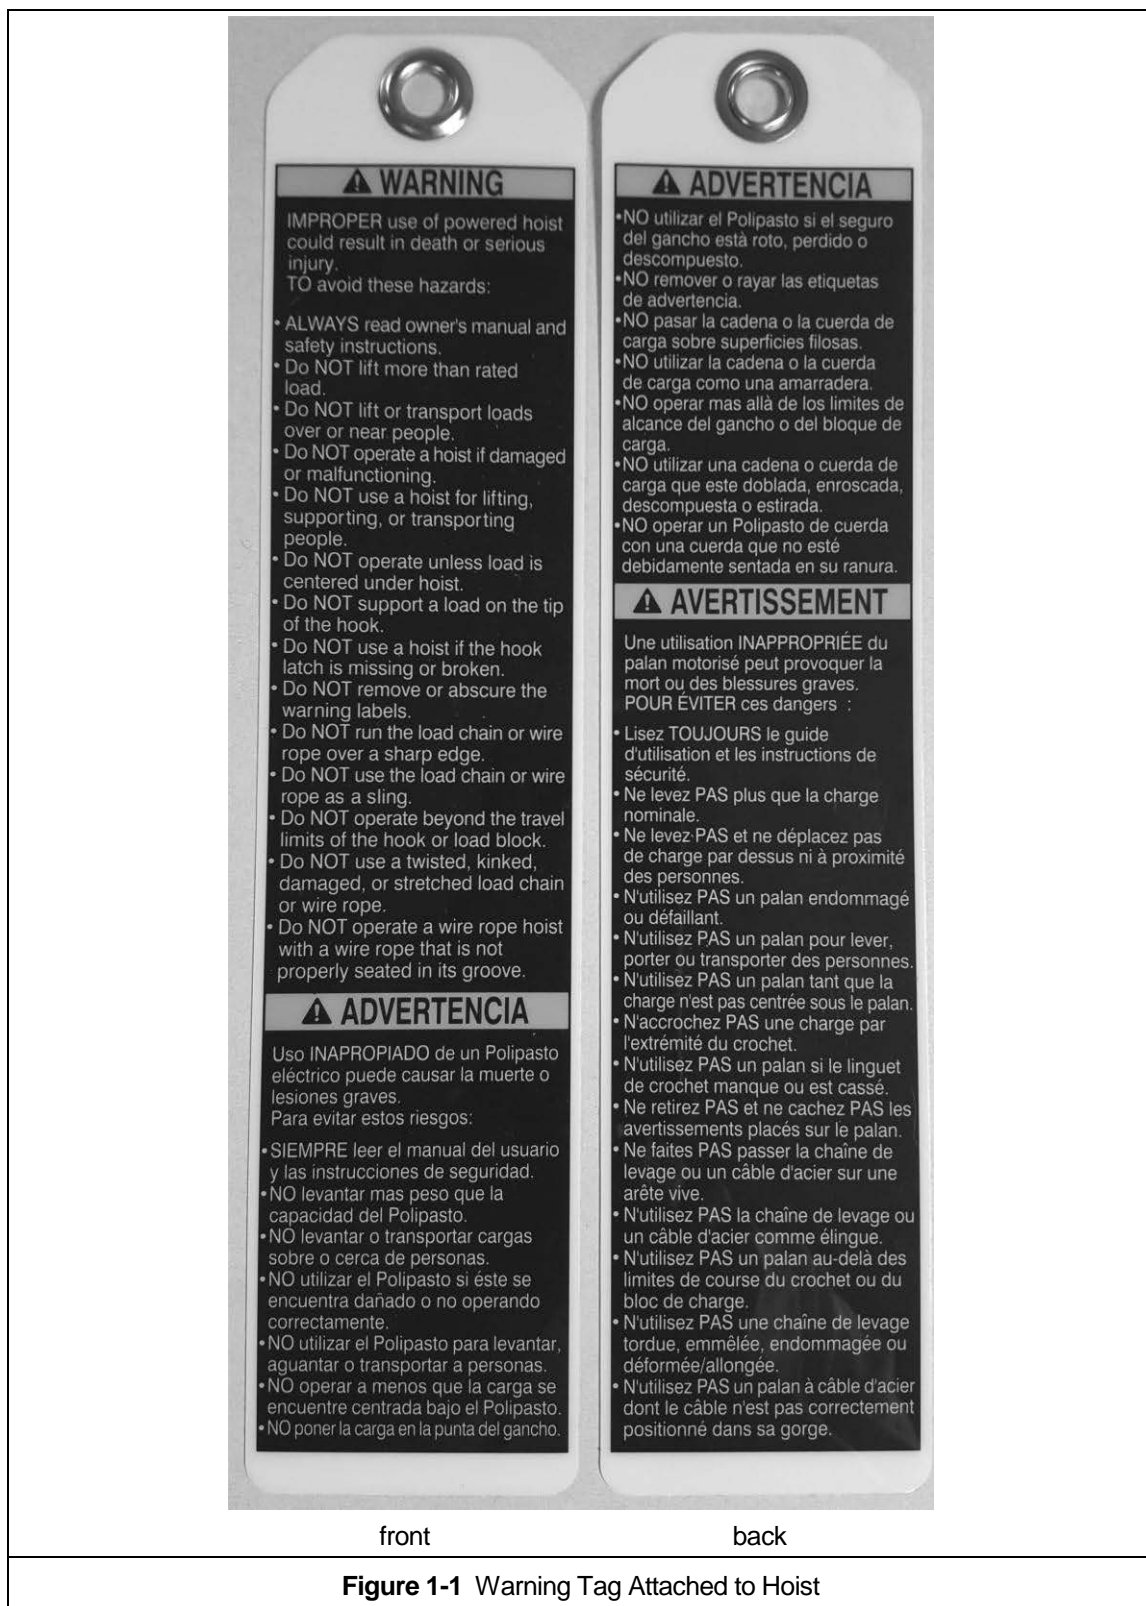 WARNING
IMPROPER use of powered hoist
could result in death or serious
injury.
TO avoid these hazards:
• ALWAYS read owner's manual and
safety instructions.
• Do NOT lift more than rated
load.
• Do NOT lift or transport loads
over or near people.
• Do NOT operate a hoist if damaged
or malfunctioning.
• Do NOT use a hoist for lifting,
supporting, or transporting
people.
• Do NOT operate unless load is
centered under hoist.
• Do NOT support a load on the tip
of the hook.
• Do NOT use a hoist if the hook
latch is missing or broken.
• Do NOT remove or abscure the
warning labels.
• Do NOT run the load chain or wire
rope over a sharp edge.
• Do NOT use the load chain or wire
rope as a sling.
• Do NOT operate beyond the travel
limits of the hook or load block.
• Do NOT use a twisted, kinked,
damaged, or stretched load chain
or wire rope.
• Do NOT operate a wire rope hoist
with a wire rope that is not
properly seated in its groove.
ADVERTENCIA
Uso INAPROPIADO de un Polipasto
eléctrico puede causar la muerte o
lesiones graves.
Para evitar estos riesgos:
• SIEMPRE leer el manual del usuario
y las instrucciones de seguridad.
• NO levantar mas peso que la
capacidad del Polipasto.
• NO levantar o transportar cargas
sobre o cerca de personas.
• NO utilizar el Polipasto si éste se
encuentra dañado o no operando
correctamente.
• NO utilizar el Polipasto para levantar,
aguantar o transportar a personas.
• NO operar a menos que la carga se
encuentre centrada bajo el Polipasto.
• NO poner la carga en la punta del gancho.
front
ADVERTENCIA
• NO utilizar el Polipasto si el seguro
del gancho està roto, perdido o
descompuesto.
• NO remover o rayar las etiquetas
de advertencia.
• NO pasar la cadena o la cuerda de
carga sobre superficies filosas.
• NO utilizar la cadena o la cuerda
de carga como una amarradera.
• NO operar mas allà de los limites de
alcance del gancho o del bloque de
carga.
• NO utilizar una cadena o cuerda de
carga que este doblada, enroscada,
descompuesta o estirada.
• NO operar un Polipasto de cuerda
con una cuerda que no esté
debidamente sentada en su ranura.
AVERTISSEMENT
Une utilisation INAPPROPRIÉE du
palan motorisé peut provoquer la
mort ou des blessures graves.
POUR ÉVITER ces dangers :
• Lisez TOUJOURS le guide
d'utilisation et les instructions de
sécurité.
• Ne levez PAS plus que la charge
nominale.
• Ne levez PAS et ne déplacez pas
de charge par dessus ni à proximité
des personnes.
• N'utilisez PAS un palan endommagé
ou défaillant.
• N'utilisez PAS un palan pour lever,
porter ou transporter des personnes.
• N'utilisez PAS un palan tant que la
charge n'est pas centrée sous le palan.
• N'accrochez PAS une charge par
l'extrémité du crochet.
• N'utilisez PAS un palan si le linguet
de crochet manque ou est cassé.
• Ne retirez PAS et ne cachez PAS les
avertissements placés sur le palan.
• Ne faites PAS passer la chaîne de
levage ou un câble d'acier sur une
arête vive.
• N'utilisez PAS la chaîne de levage ou
un câble d'acier comme élingue.
• N'utilisez PAS un palan au-delà des
limites de course du crochet ou du
bloc de charge.
• N'utilisez PAS une chaîne de levage
tordue, emmêlée, endommagée ou
déformée/allongée.
• N'utilisez PAS un palan à câble d'acier
dont le câble n'est pas correctement
positionné dans sa gorge.
back
Figure 1-1 Warning Tag Attached to Hoist